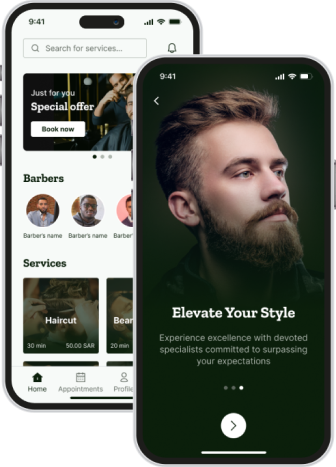 9:41
Search for services...
Just for you
Special offer
Book now
Barbers
Barber's name
Barber's name
Barber's
Services
Haircut
30 min
50.00 SAR
Bear
20 min
Home
Appointments
Profile
9:41
Elevate Your Style
Experience excellence with devoted
specialists committed to surpassing
your expectations